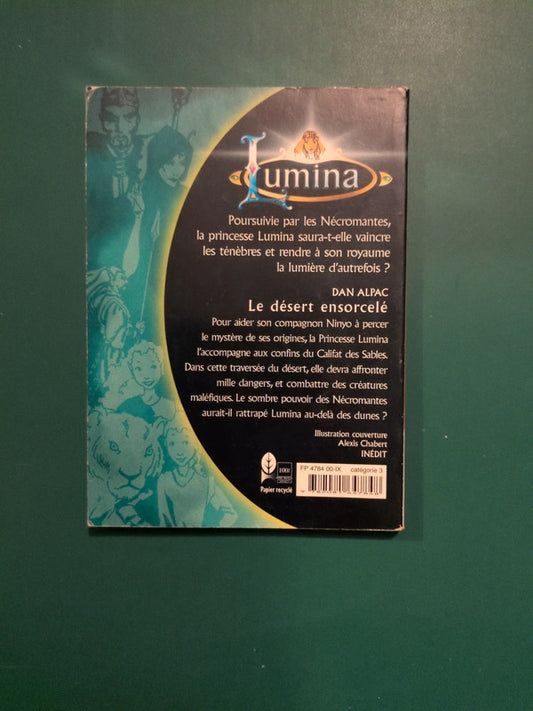 Lumina
Poursuivie par les Nécromantes,
la princesse Lumina saura-t-elle vaincre
les ténèbres et rendre à son royaume
la lumière d'autrefois ?
DAN ALPAC
Le désert ensorcelé
Pour aider son compagnon Ninyo à percer
le mystère de ses origines, la Princesse Lumina
l'accompagne aux confins du Califat des Sables.
Dans cette traversée du désert, elle devra affronter
mille dangers, et combattre des créatures
maléfiques. Le sombre pouvoir des Nécromantes
aurait-il rattrapé Lumina au-delà des dunes ?
Illustration couverture
Alexis Chabert
INÉDIT
Papier recyclé
FP 4784 00-IX catégorie 3